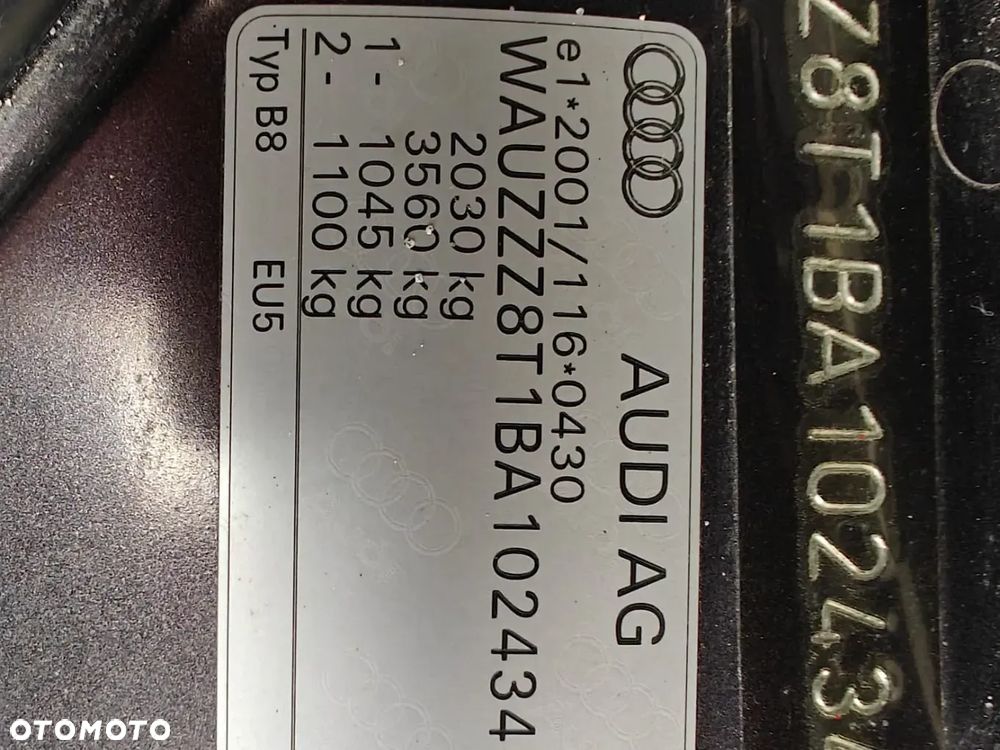 AUDI AG
e1*2001/116*0430
WAUZZZ8T1BA102434
2030 kg
3560 kg
1 - 1045 kg
2 - 1100 kg
Typ B8 EU5
Z8T1BA10243
OTOMOTO